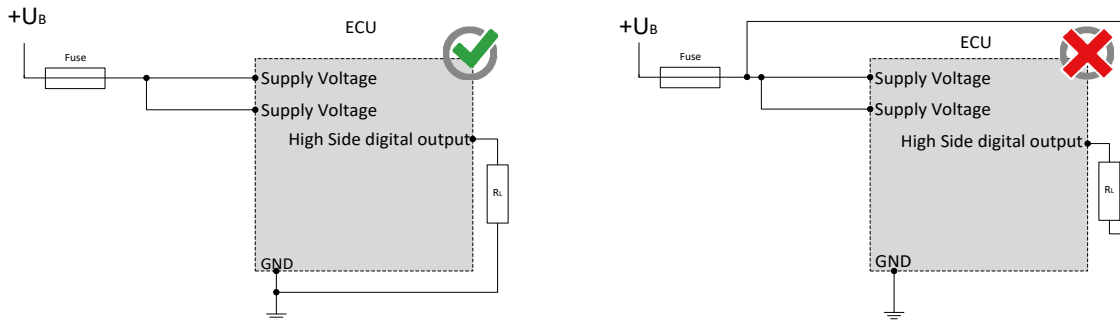 +UB
Fuse
ECU
Supply Voltage
Supply Voltage
High Side digital output
RL
GND
+UB
Fuse
ECU
Supply Voltage
Supply Voltage
High Side digital output
RL
GND